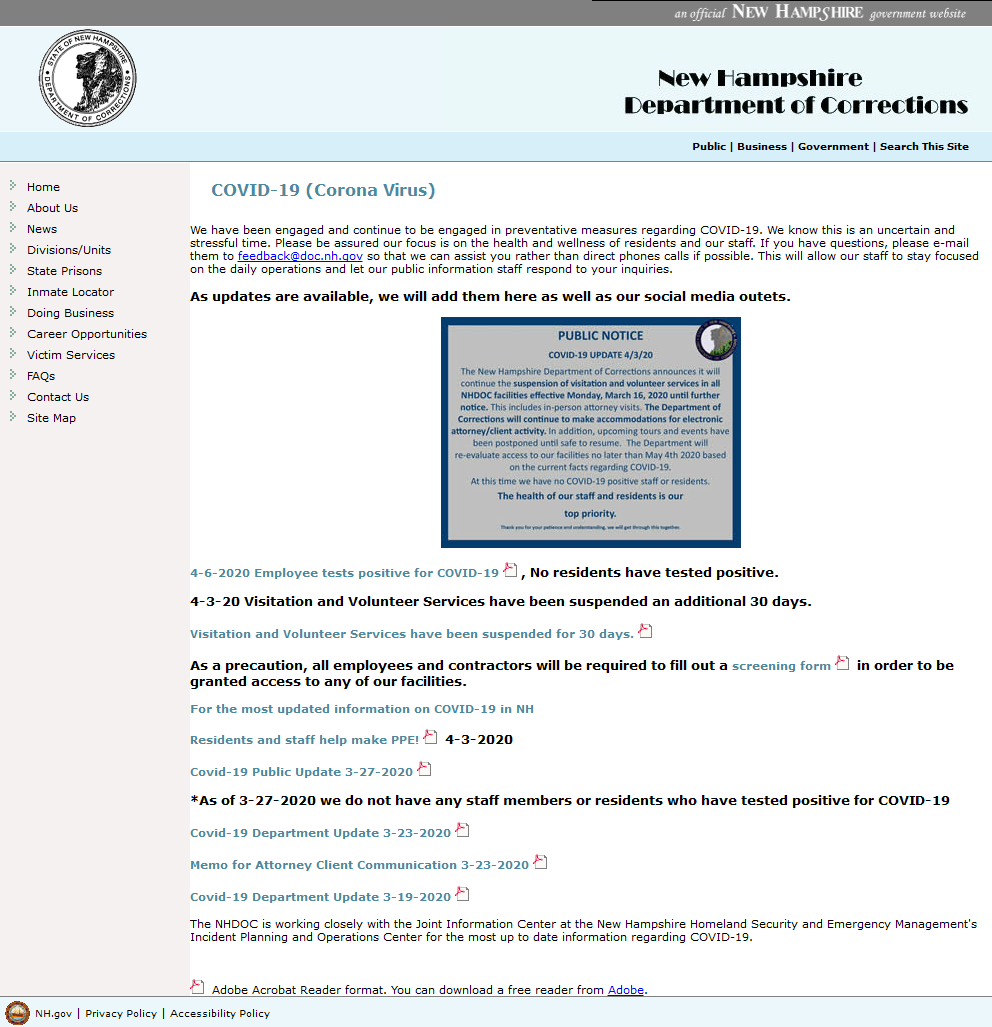 an official NEW HAMPSHIRE government website
STATE OF NEW HAMPSHIRE
DEPARTMENT OF CORRECTIONS
New Hampshire
Department of Corrections
Public | Business | Government | Search This Site
Home
About Us
News
Divisions/Units
State Prisons
Inmate Locator
Doing Business
Career Opportunities
Victim Services
FAQs
Contact Us
Site Map
COVID-19 (Corona Virus)
We have been engaged and continue to be engaged in preventative measures regarding COVID-19. We know this is an uncertain and
stressful time. Please be assured our focus is on the health and wellness of residents and our staff. If you have questions, please e-mail
them to feedback@doc.nh.gov so that we can assist you rather than direct phones calls if possible. This will allow our staff to stay focused
on the daily operations and let our public information staff respond to your inquiries.
As updates are available, we will add them here as well as our social media outets.
PUBLIC NOTICE
COVID-19 UPDATE 4/3/20
The New Hampshire Department of Corrections announces it will
continue the suspension of visitation and volunteer services in all
NHDOC facilities effective Monday, March 16, 2020 until further
notice. This includes in-person attorney visits. The Department of
Corrections will continue to make accommodations for electronic
attorney/client activity. In addition, upcoming tours and events have
been postponed until safe to resume. The Department will
re-evaluate access to our facilities no later than May 4th 2020 based
on the current facts regarding COVID-19.
At this time we have no COVID-19 positive staff or residents.
The health of our staff and residents is our
top priority.
Thank you for your patience and understanding, we will get through this together.
4-6-2020 Employee tests positive for COVID-19 , No residents have tested positive.
4-3-20 Visitation and Volunteer Services have been suspended an additional 30 days.
Visitation and Volunteer Services have been suspended for 30 days.
As a precaution, all employees and contractors will be required to fill out a screening form in order to be
granted access to any of our facilities.
For the most updated information on COVID-19 in NH
Residents and staff help make PPE! 4-3-2020
Covid-19 Public Update 3-27-2020
*As of 3-27-2020 we do not have any staff members or residents who have tested positive for COVID-19
Covid-19 Department Update 3-23-2020
Memo for Attorney Client Communication 3-23-2020
Covid-19 Department Update 3-19-2020
The NHDOC is working closely with the Joint Information Center at the New Hampshire Homeland Security and Emergency Management's
Incident Planning and Operations Center for the most up to date information regarding COVID-19.
Adobe Acrobat Reader format. You can download a free reader from Adobe.
NH.gov | Privacy Policy | Accessibility Policy